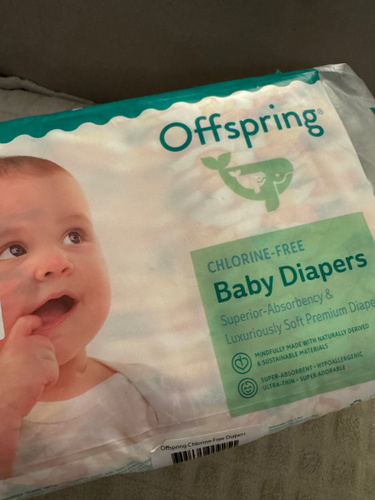 Offspring®
CHLORINE-FREE
Baby Diapers
Superior-Absorbency &
Luxuriously Soft Premium
MINDFULLY MADE WITH NATURALLY DERIVED
& SUSTAINABLE MATERIALS
SUPER-ABSORBENT • HYPOALLERGENIC
ULTRA-THIN • SUPER ADORABLE
Offspring Chlorine Free Diapers